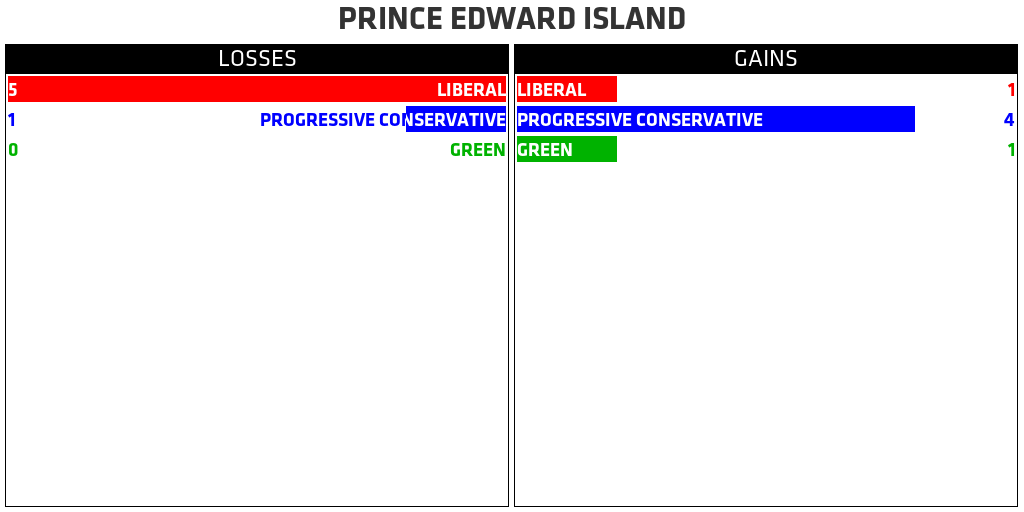 PRINCE EDWARD ISLAND
LOSSES
5 LIBERAL
1 PROGRESSIVE CONSERVATIVE
0 GREEN
GAINS
LIBERAL 1
PROGRESSIVE CONSERVATIVE 4
GREEN 1